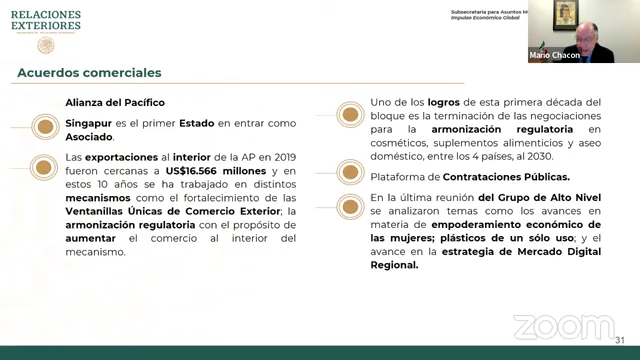 RELACIONES
EXTERIORES
Subsecretaría para Asuntos M
Impulso Económico Global
Mario Chacon
Acuerdos comerciales
Alianza del Pacífico
Singapur es el primer Estado en entrar como
Asociado.
Las exportaciones al interior de la AP en 2019
fueron cercanas a US$16.566 millones y en
estos 10 años se ha trabajado en distintos
mecanismos como el fortalecimiento de las
Ventanillas Únicas de Comercio Exterior; la
armonización regulatoria con el propósito de
aumentar el comercio al interior del
mecanismo.
Uno de los logros de esta primera década del
bloque es la terminación de las negociaciones
para la armonización regulatoria en
cosméticos, suplementos alimenticios y aseo
doméstico, entre los 4 países, al 2030.
Plataforma de Contrataciones Públicas.
En la última reunión del Grupo de Alto Nivel
se analizaron temas como los avances en
materia de empoderamiento económico de
las mujeres; plásticos de un sólo uso; y el
avance en la estrategia de Mercado Digital
Regional.
zoom
31